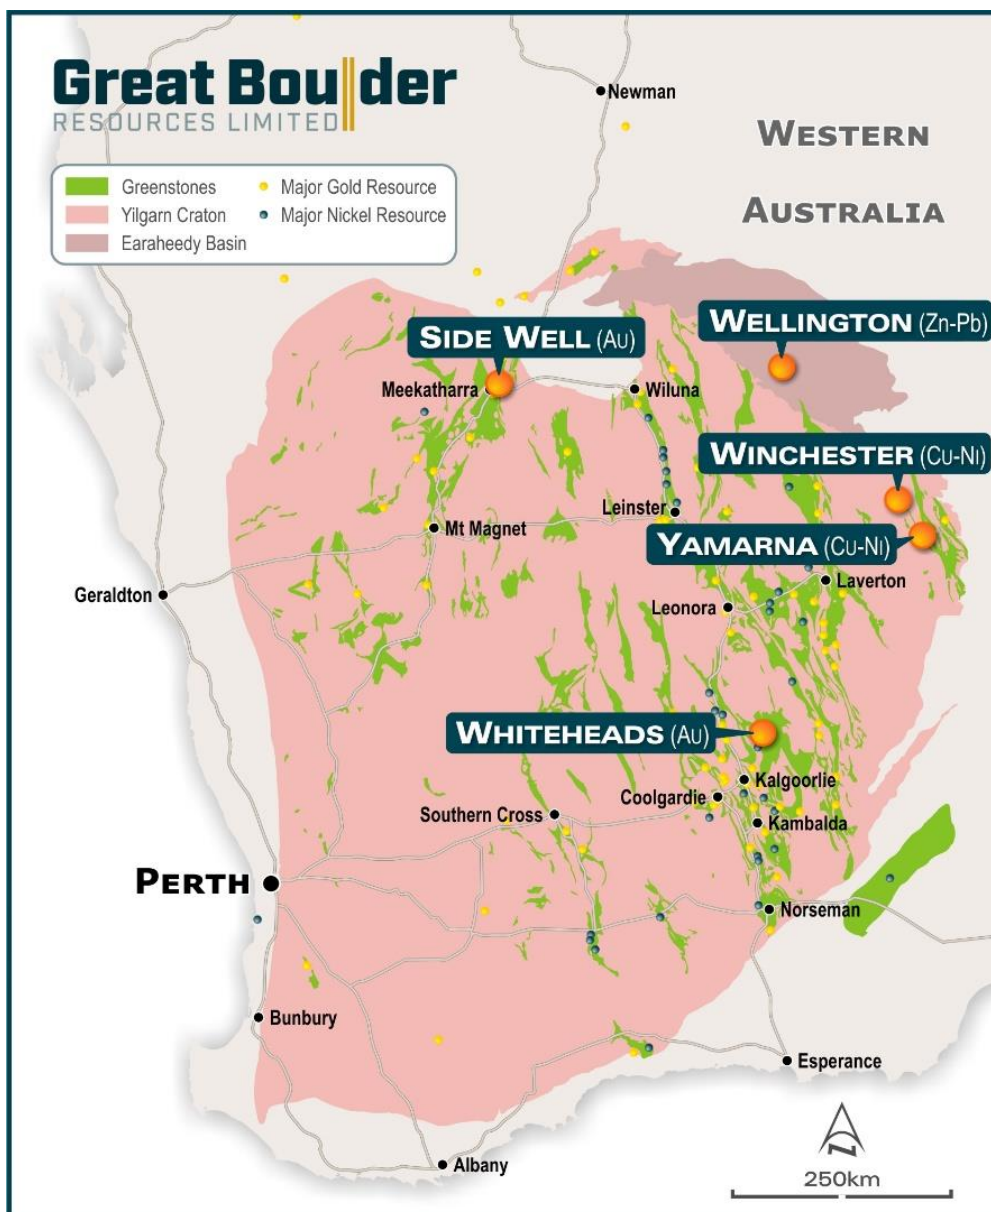 Great Boulder
RESOURCES LIMITED
Newman
WESTERN
AUSTRALIA
Greenstones
Major Gold Resource
Yilgarn Craton
Major Nickel Resource
Earaheedy Basin
SIDE WELL (AU)
WELLINGTON (ZN-PB)
Meekatharra
Wiluna
WINCHESTER (CU-NI)
Leinster
Mt Magnet
YAMARNA (CU-NI)
Laverton
Geraldton
Leonora
WHITEHEADS (AU)
Kalgoorlie
Coolgardie
Southern Cross
Kambalda
PERTH
Norseman
Bunbury
Esperance
Albany
N
250km